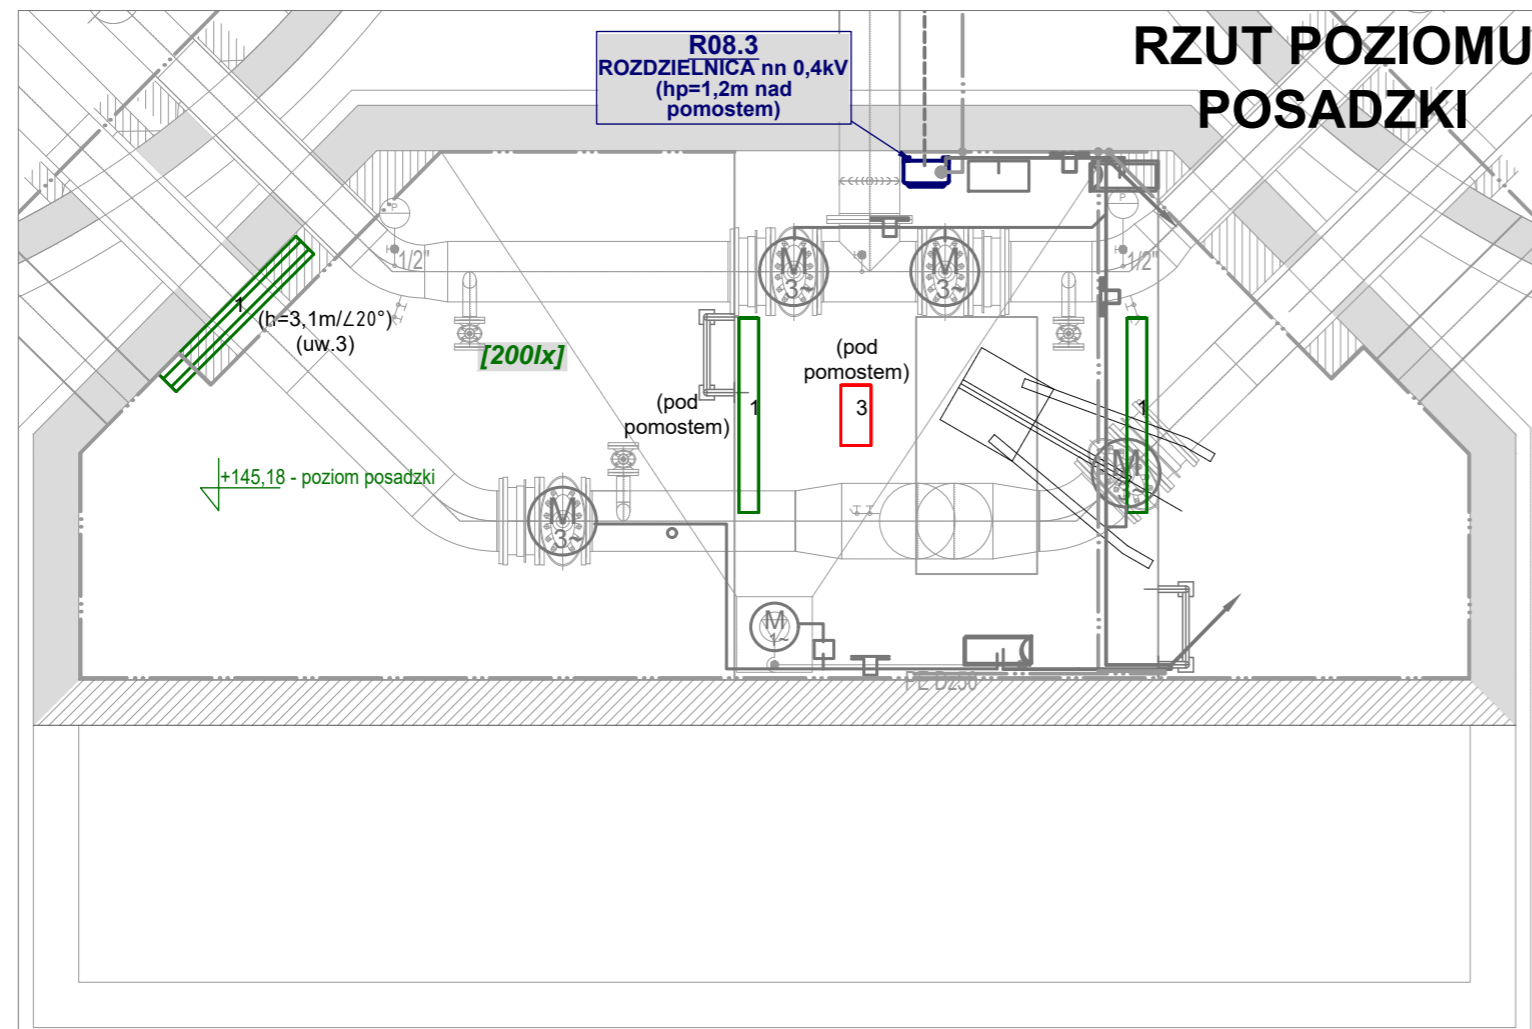 RZUT POZIOMU
POSADZKI
R08.3
ROZDZIELNICA nn 0,4kV
(hp=1,2m nad
pomostem)
P
P
1/2"
1/2"
M
3~
M
3~
1
(h=3,1m/∠20°)
(uw.3)
[200lx]
(pod
pomostem)
3
(pod
pomostem)
1
1
M
3~
+145,18 - poziom posadzki
M
3~
M
1~
PE D250